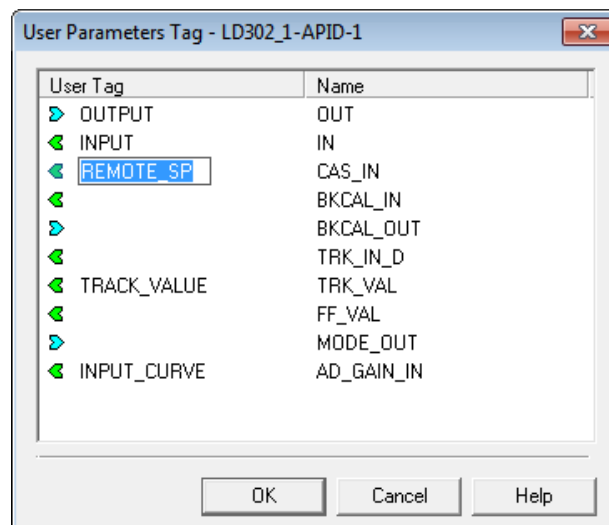 User Parameters Tag - LD302_1-APID-1
User Tag Name
OUTPUT OUT
INPUT IN
REMOTE_SP CAS_IN
BKCAL_IN
BKCAL_OUT
TRK_IN_D
TRACK_VALUE TRK_VAL
FF_VAL
MODE_OUT
INPUT_CURVE AD_GAIN_IN
OK Cancel Help